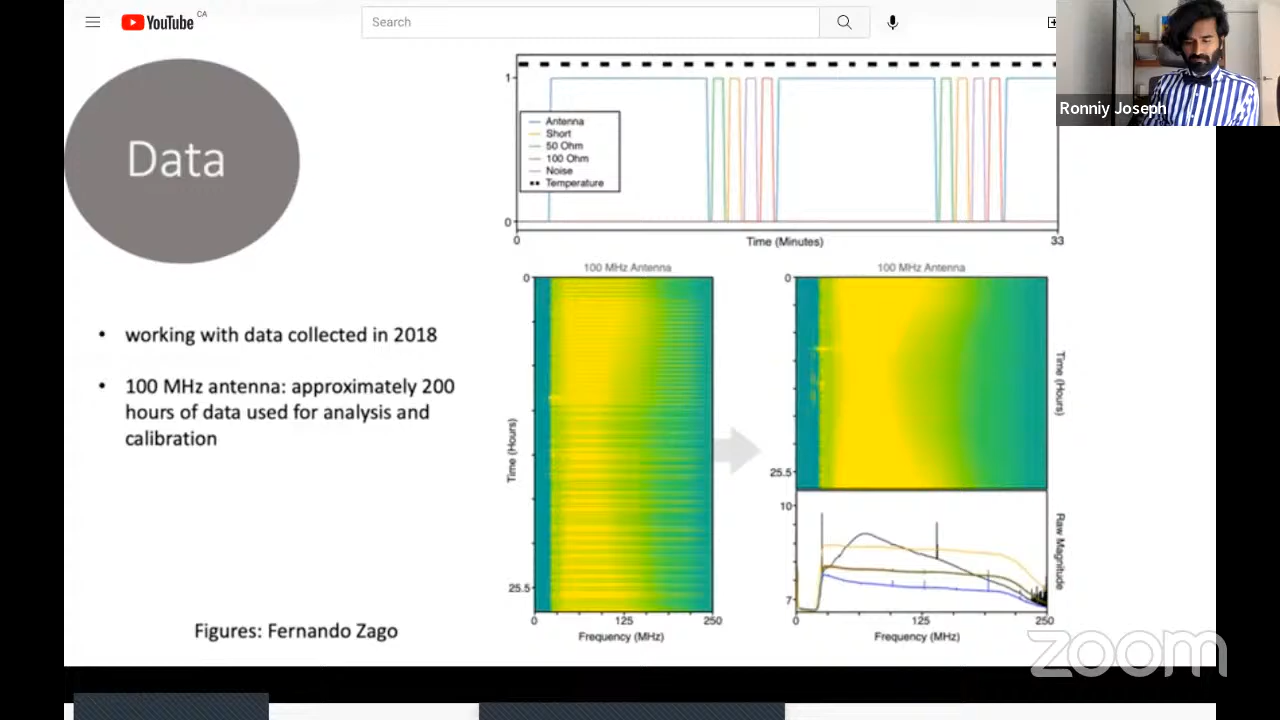 YouTube CA
Search
Ronniy Joseph
Data
1
Antenna
Short
50 Ohm
100 Ohm
Noise
Temperature
0
0
Time (Minutes)
33
working with data collected in 2018
100 MHz antenna: approximately 200
hours of data used for analysis and
calibration
Figures: Fernando Zago
100 MHz Antenna
0
Time (Hours)
25.5
0
125
250
Frequency (MHz)
100 MHz Antenna
0
Time (Hours)
25.5
10
Raw Magnitude
7
0
125
250
Frequency (MHz)
zoom